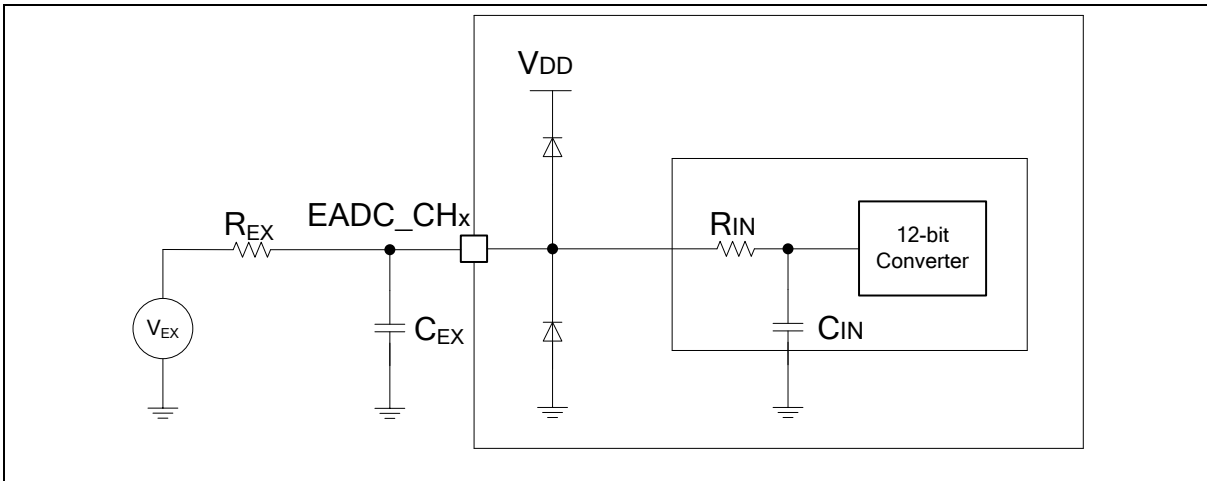 VDD
EADC_CHx
REX
RIN
12-bit
Converter
VEX
CEX
CIN